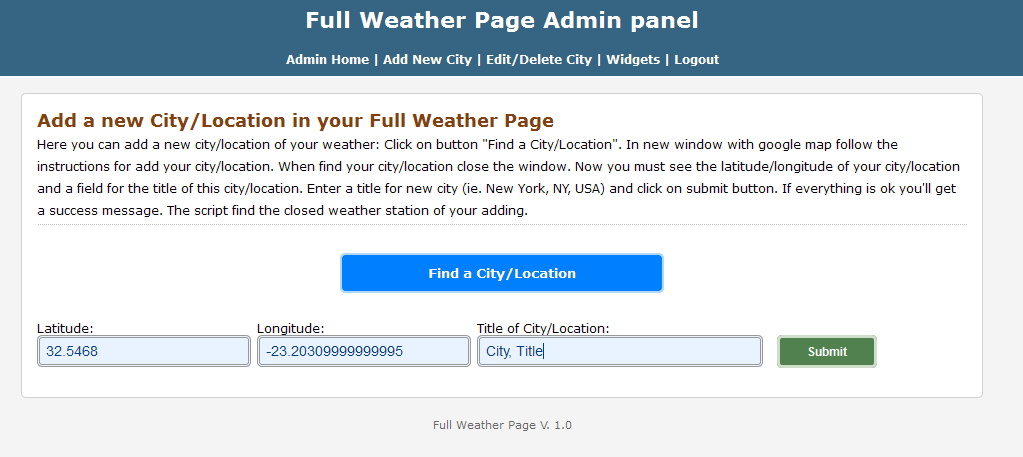 Full Weather Page Admin panel
Admin Home | Add New City | Edit/Delete City | Widgets | Logout
Add a new City/Location in your Full Weather Page
Here you can add a new city/location of your weather: Click on button "Find a City/Location". In new window with google map follow the
instructions for add your city/location. When find your city/location close the window. Now you must see the latitude/longitude of your city/location
and a field for the title of this city/location. Enter a title for new city (ie. New York, NY, USA) and click on submit button. If everything is ok you'll get
a success message. The script find the closed weather station of your adding.
Find a City/Location
Latitude: Longitude: Title of City/Location:
32.5468 -23.20309999999995 City, Title Submit
Full Weather Page V. 1.0